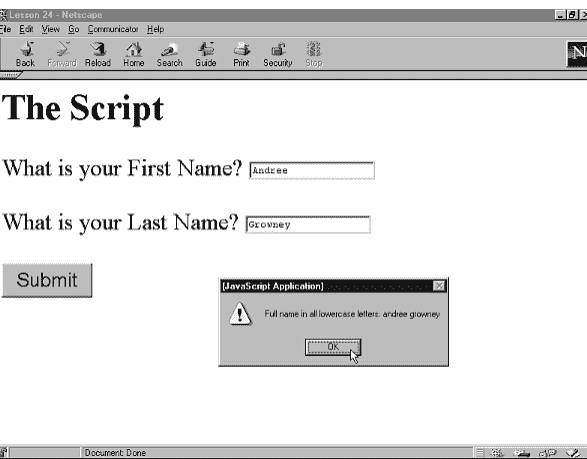 Lesson 24 - Netscape
File Edit View Go Communicator Help
Back Forward Reload Home Search Guide Print Security Stop
N
The Script
What is your First Name? Andree
What is your Last Name? Growney
Submit
[JavaScript Application]
Full name in all lowercase letters: andree growney
OK
Document: Done